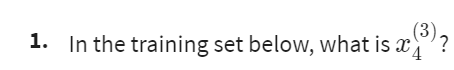 1. In the training set below, what is $x_4^{(3)}$?